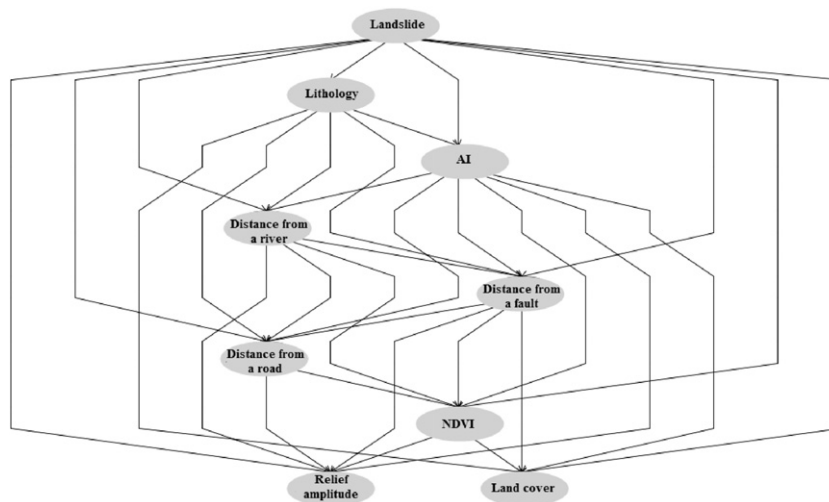 Landslide
Lithology
AI
Distance from
a river
Distance from
a fault
Distance from
a road
NDVI
Relief
amplitude
Land cover